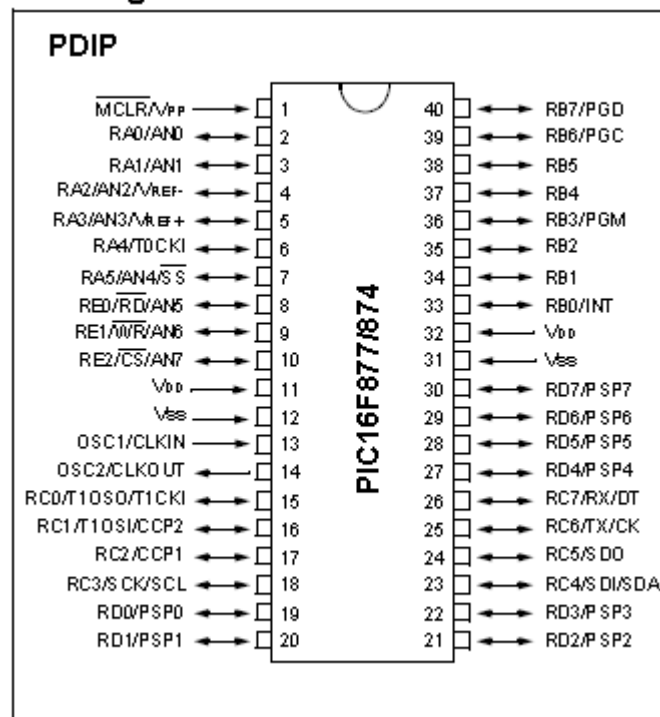 PDIP
MCLR/VPP 1 40 RB7/PGD
RA0/AN0 2 39 RB6/PGC
RA1/AN1 3 38 RB5
RA2/AN2/VREF- 4 37 RB4
RA3/AN3/VREF+ 5 36 RB3/PGM
RA4/T0CKI 6 35 RB2
RA5/AN4/SS 7 34 RB1
RE0/RD/AN5 8 33 RB0/INT
RE1/WR/AN6 9 32 VDD
RE2/CS/AN7 10 31 VSS
VDD 11 30 RD7/PSP7
VSS 12 29 RD6/PSP6
OSC1/CLKIN 13 28 RD5/PSP5
OSC2/CLKOUT 14 27 RD4/PSP4
RC0/T1OSO/T1CKI 15 26 RC7/RX/DT
RC1/T1OSI/CCP2 16 25 RC6/TX/CK
RC2/CCP1 17 24 RC5/SDO
RC3/SCK/SCL 18 23 RC4/SDI/SDA
RD0/PSP0 19 22 RD3/PSP3
RD1/PSP1 20 21 RD2/PSP2
PIC16F877/874